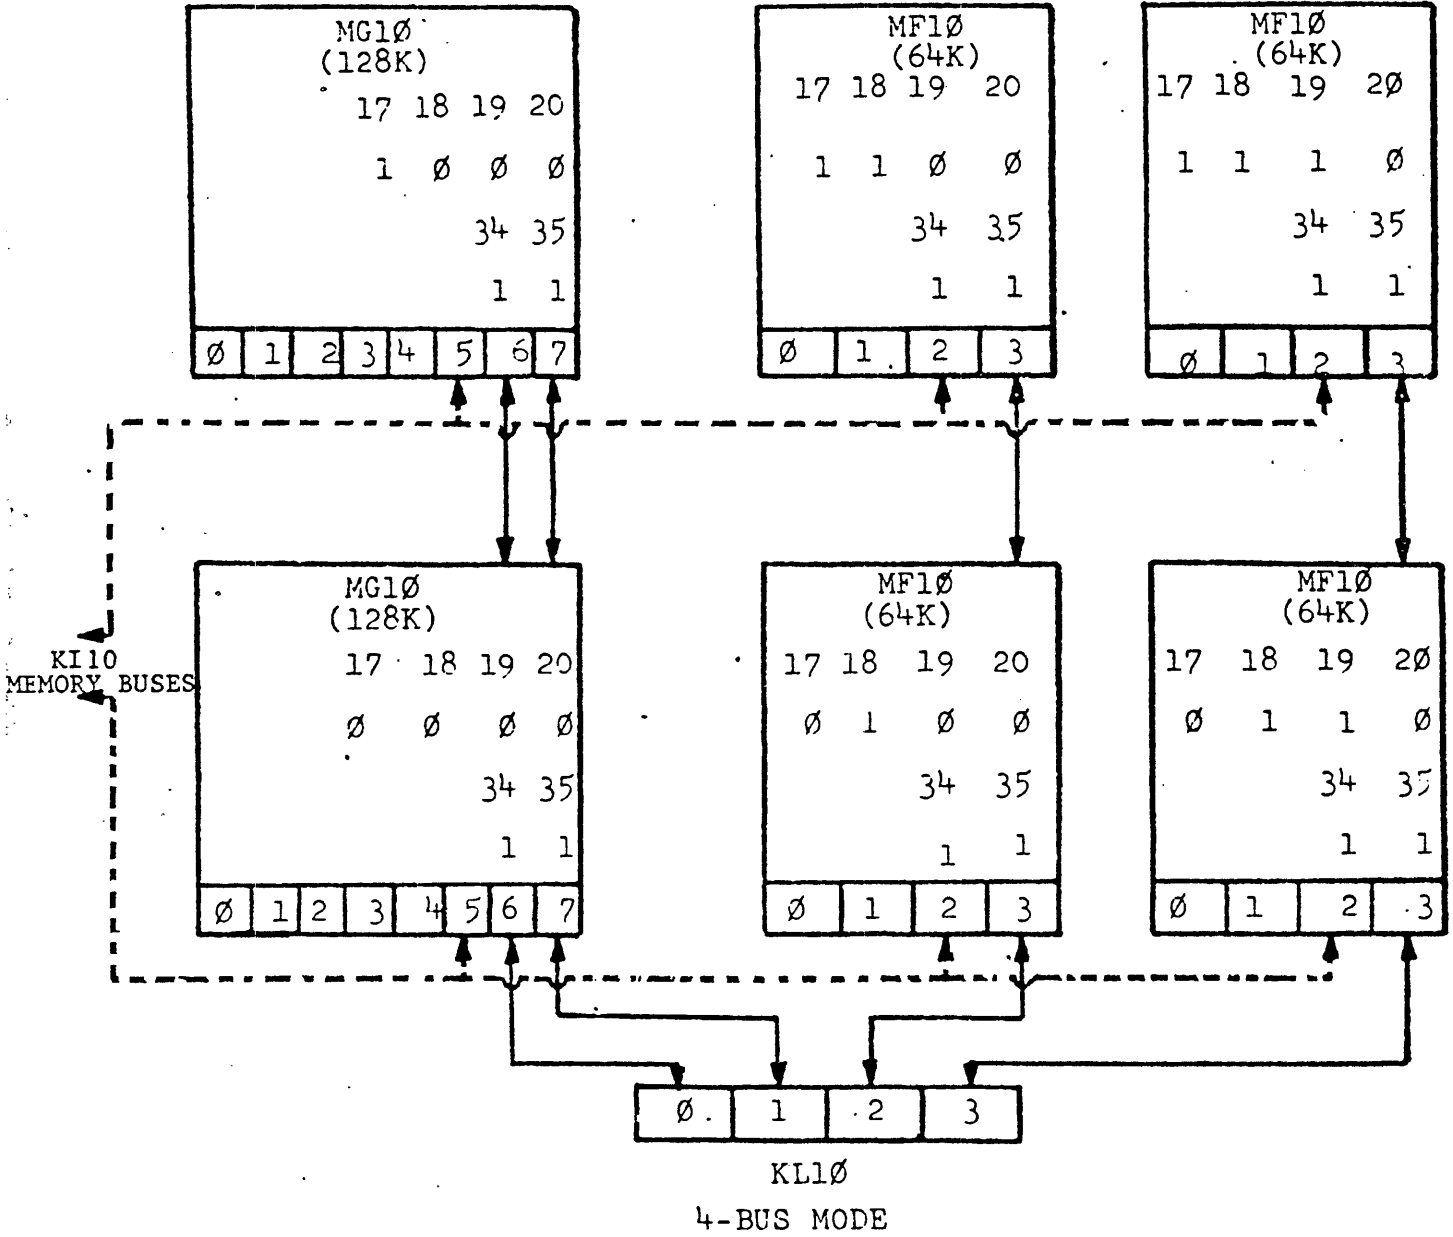 MG1Ø
(128K)
17 18 19 20
1 Ø Ø Ø
34 35
1 1
Ø 1 2 3 4 5 6 7
MF1Ø
(64K)
17 18 19 20
1 1 Ø Ø
34 35
1 1
Ø 1 2 3
MF1Ø
(64K)
17 18 19 2Ø
1 1 1 Ø
34 35
1 1
Ø 1 2 3
KI10
MEMORY BUSES
MG1Ø
(128K)
17 18 19 20
Ø Ø Ø Ø
34 35
1 1
Ø 1 2 3 4 5 6 7
MF1Ø
(64K)
17 18 19 20
Ø 1 Ø Ø
34 35
1 1
Ø 1 2 3
MF1Ø
(64K)
17 18 19 2Ø
Ø 1 1 Ø
34 35
1 1
Ø 1 2 3
Ø 1 2 3
KL1Ø
4-BUS MODE